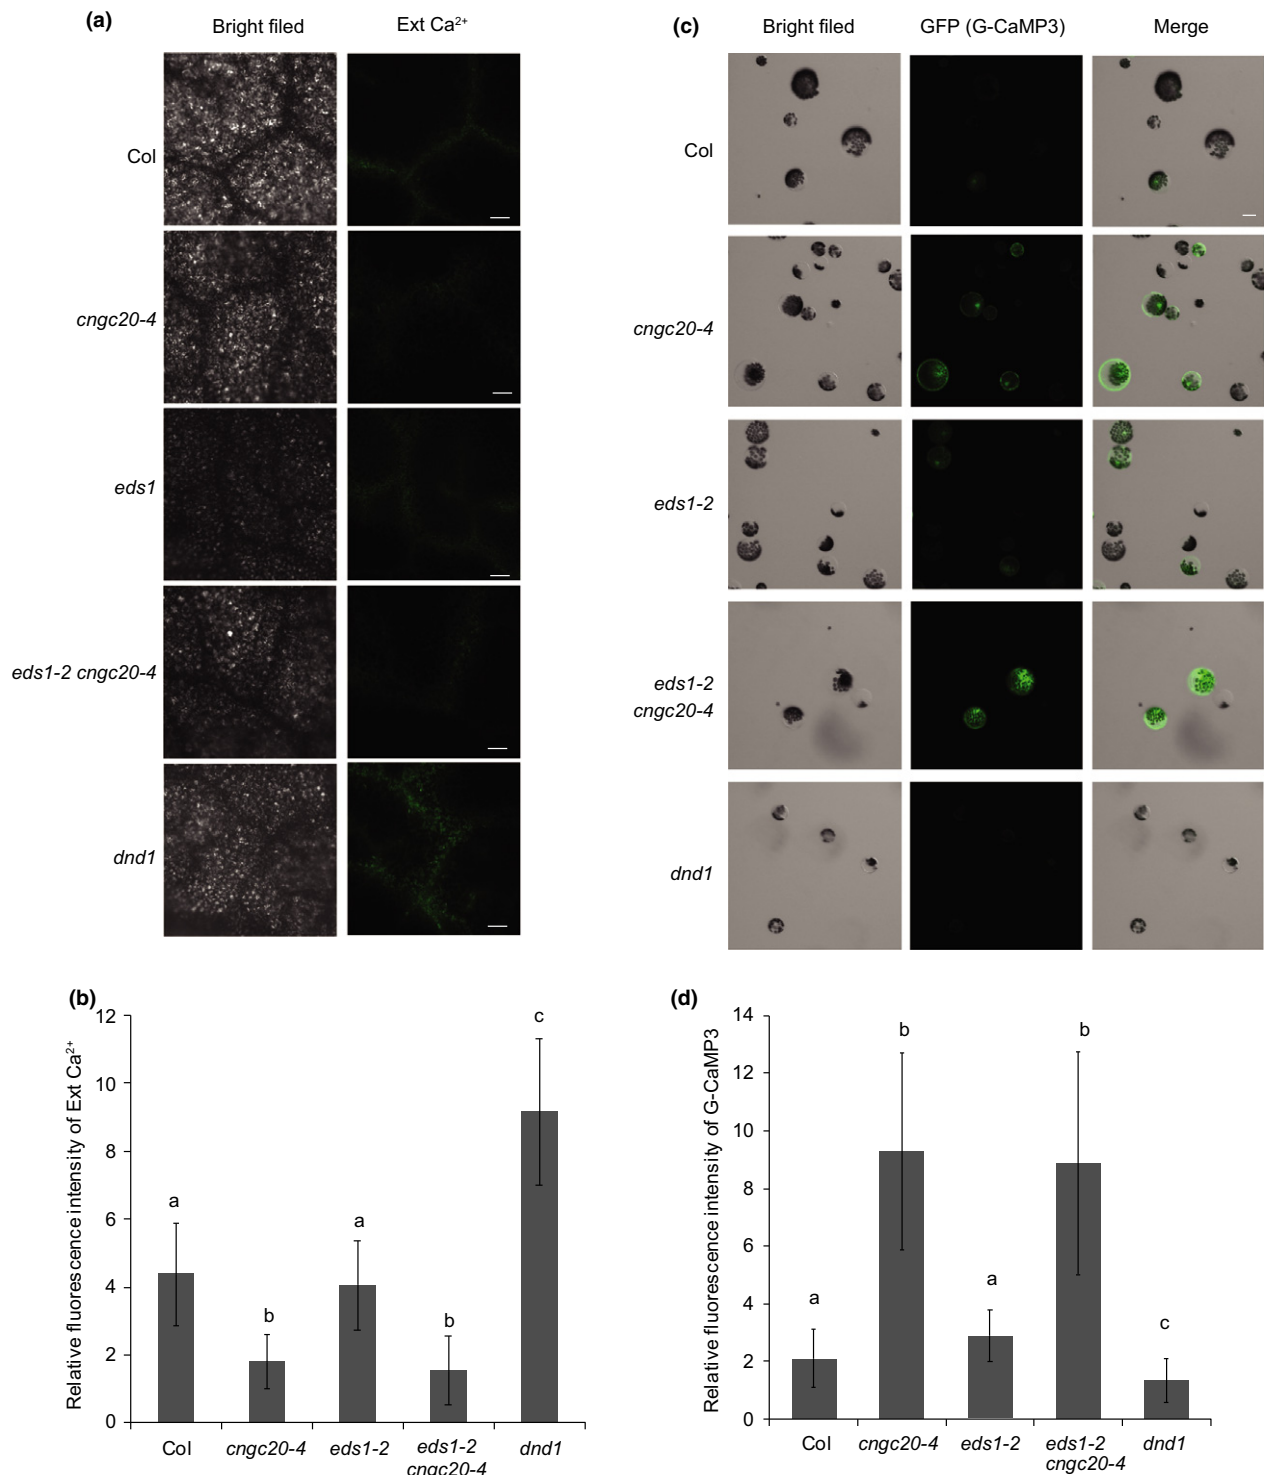 (a)
Bright filed Ext Ca²⁺
Col
cngc20-4
eds1
eds1-2 cngc20-4
dnd1
(c)
Bright filed GFP (G-CaMP3) Merge
Col
cngc20-4
eds1-2
eds1-2
cngc20-4
dnd1
(b)
Relative fluorescence intensity of Ext Ca²⁺
12
10
8
6
4
2
0
a
b
a
b
c
Col cngc20-4 eds1-2 eds1-2 dnd1
cngc20-4
(d)
Relative fluorescence intensity of G-CaMP3
14
12
10
8
6
4
2
0
a
b
a
b
c
Col cngc20-4 eds1-2 eds1-2 dnd1
cngc20-4